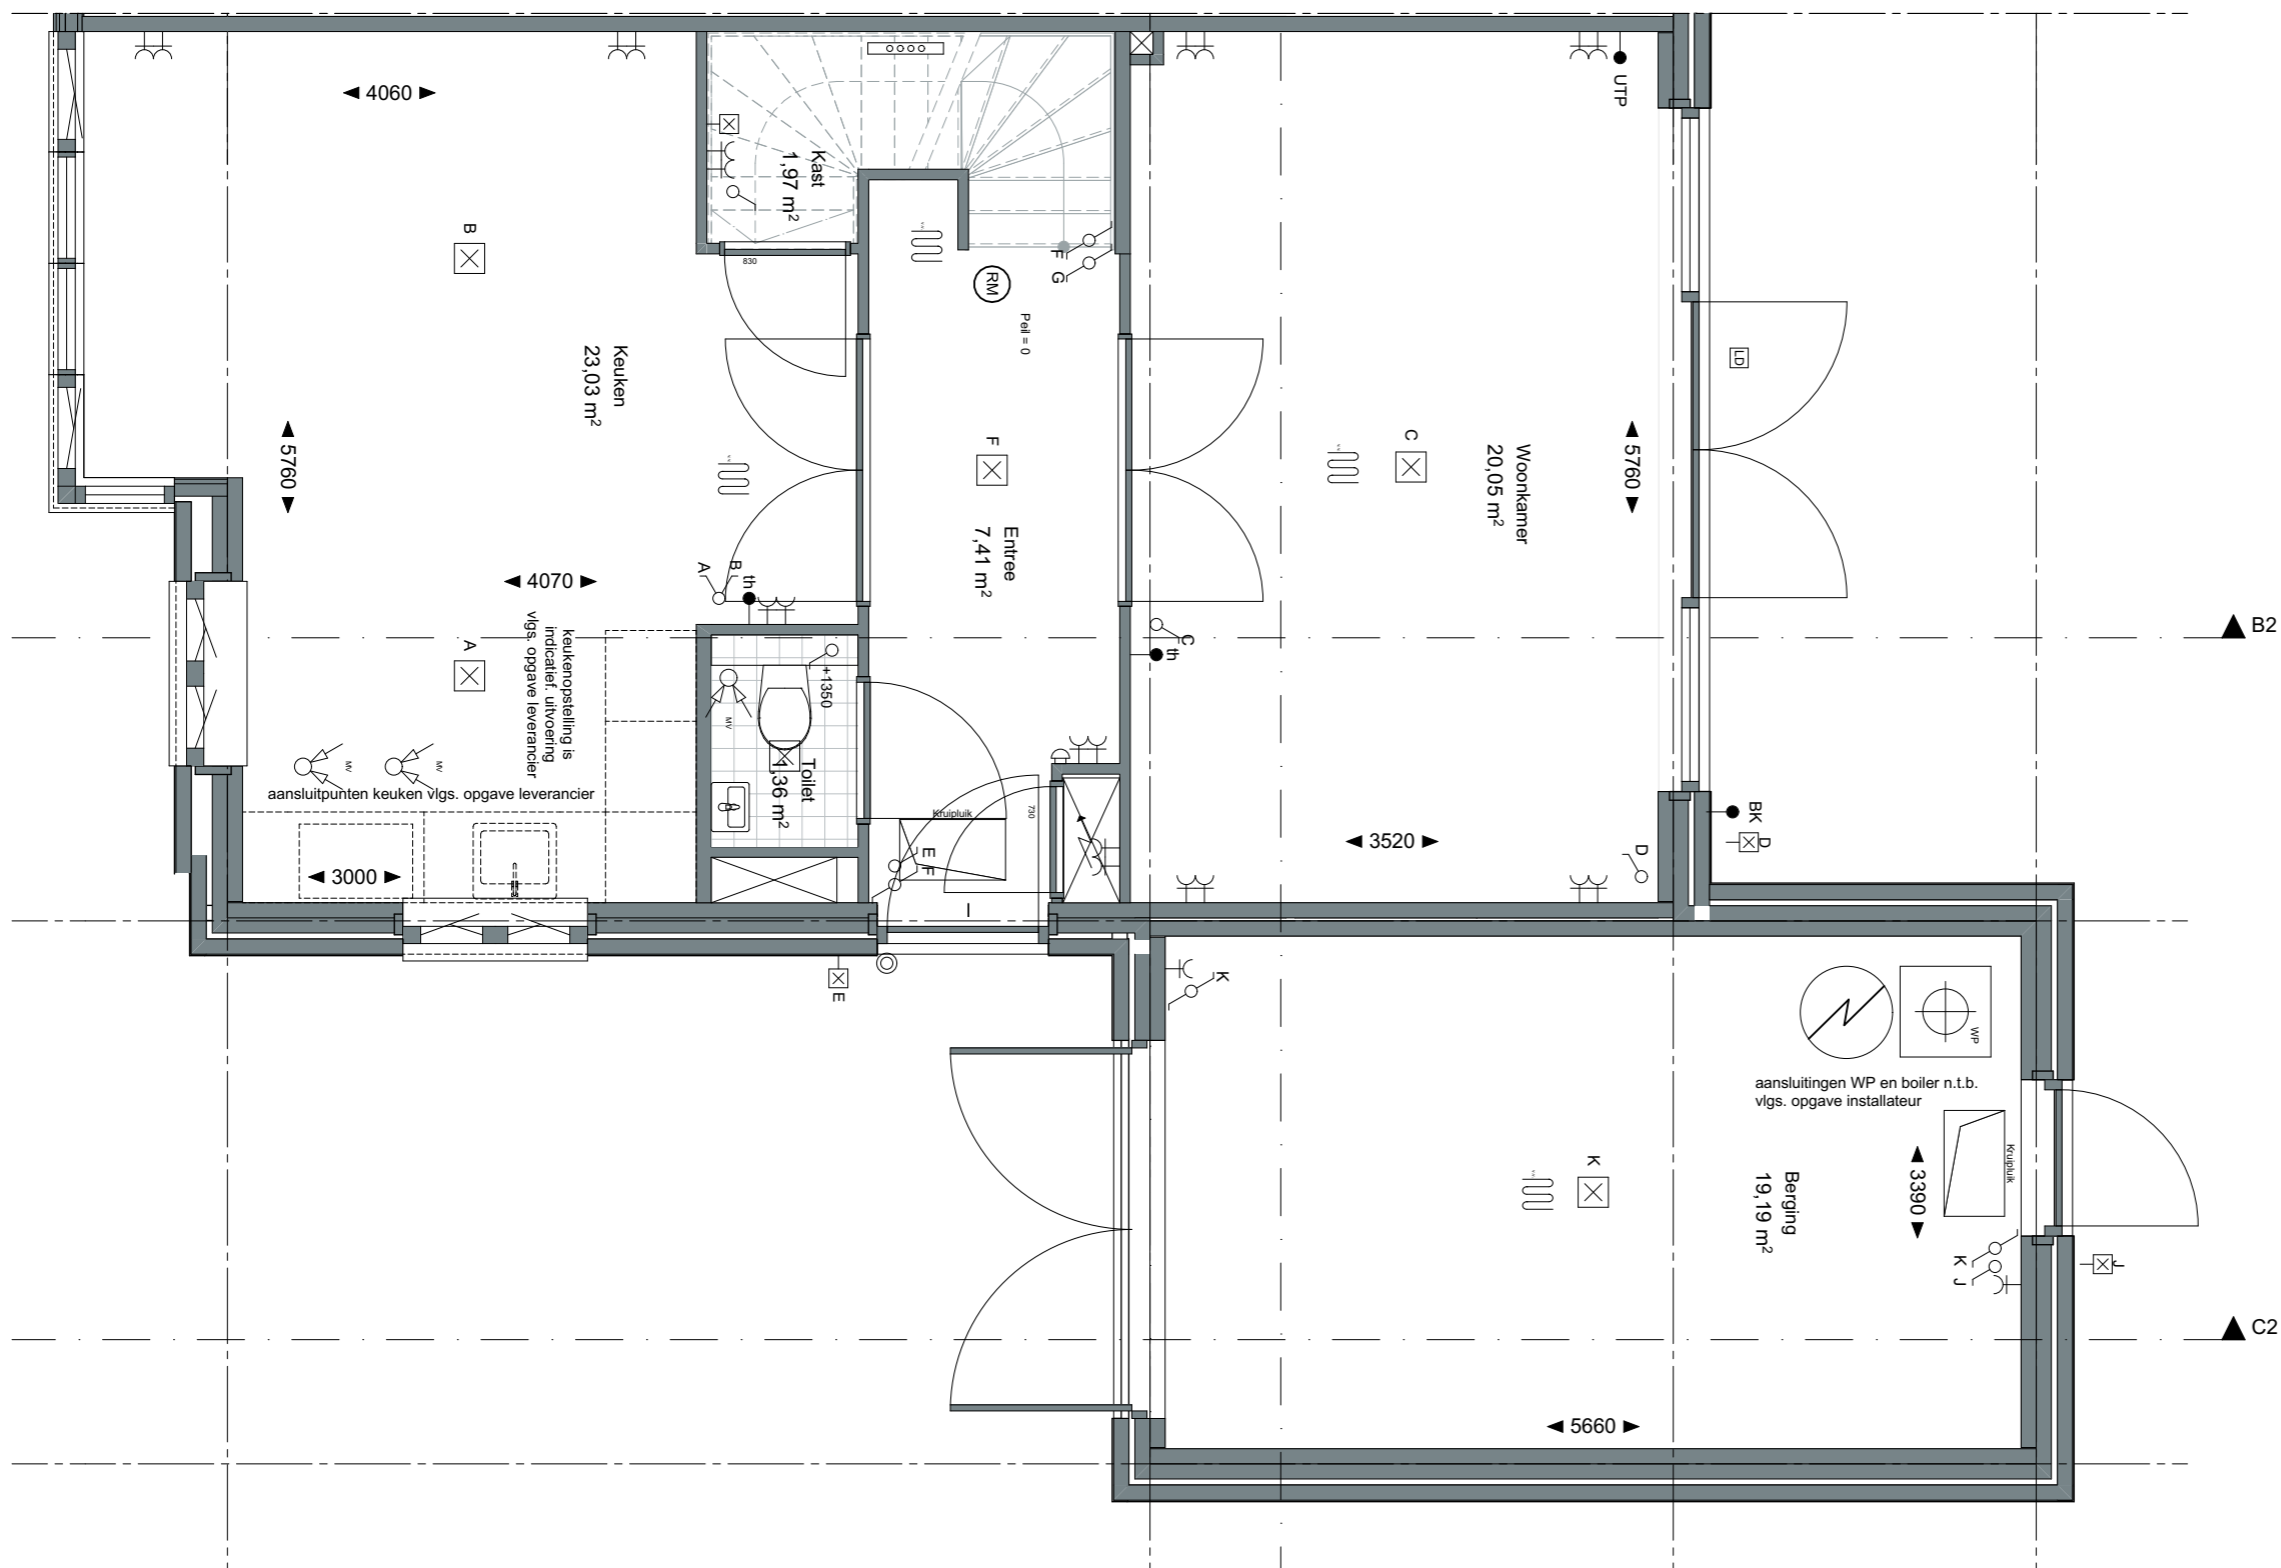 UTP
4060
Kast
1,97 m²
B
F
G
830
RM
Peil = 0
Keuken
23,03 m²
LD
5760
F
C
Woonkamer
20,05 m²
5760
Entree
7,41 m²
4070
A
B
th
C
th
B2
A
keukenopstelling is
indicatief. uitvoering
vlgs. opgave leverancier
+1350
MV
MV
MV
aansluitpunten keuken vlgs. opgave leverancier
Toilet
1,36 m²
Kruipluik
730
BK
D
3520
D
3000
E
F
E
K
WP
aansluitingen WP en boiler n.t.b.
vlgs. opgave installateur
Kruipluik
K
Berging
19,19 m²
3390
K
J
J
C2
5660